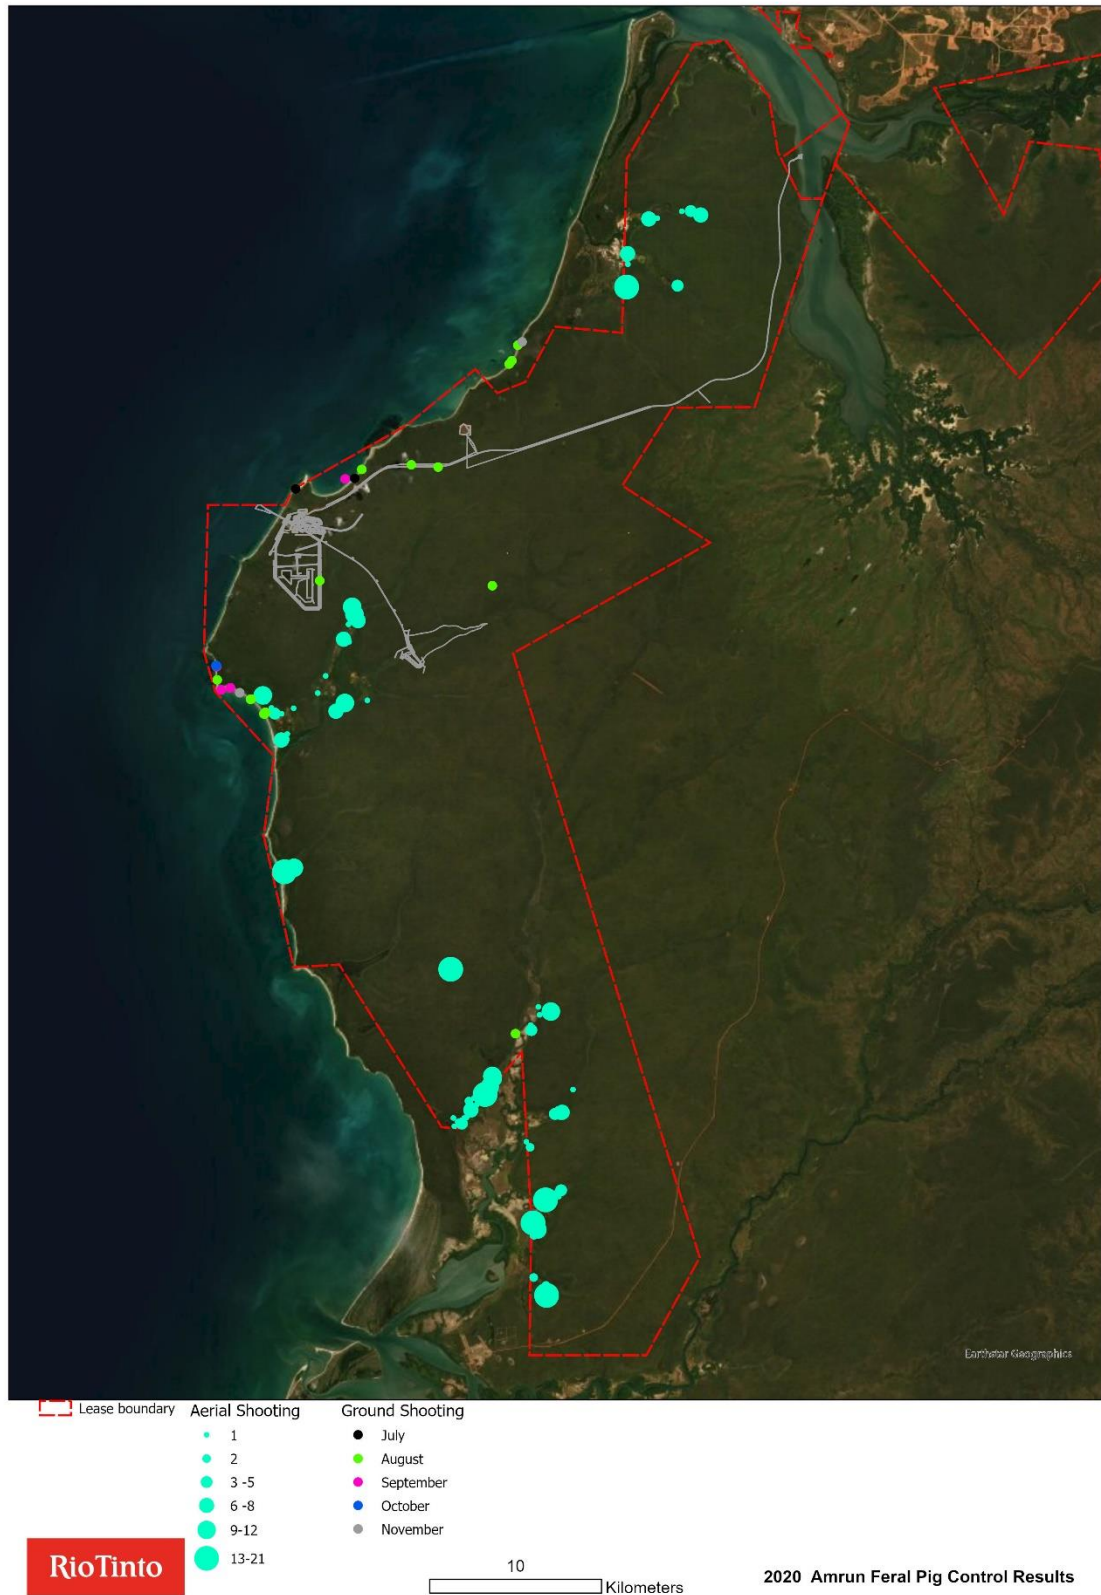 Earthstar Geographics
Lease boundary
Aerial Shooting
1
2
3 -5
6 -8
9-12
13-21
Ground Shooting
July
August
September
October
November
RioTinto
10
Kilometers
2020 Amrun Feral Pig Control Results